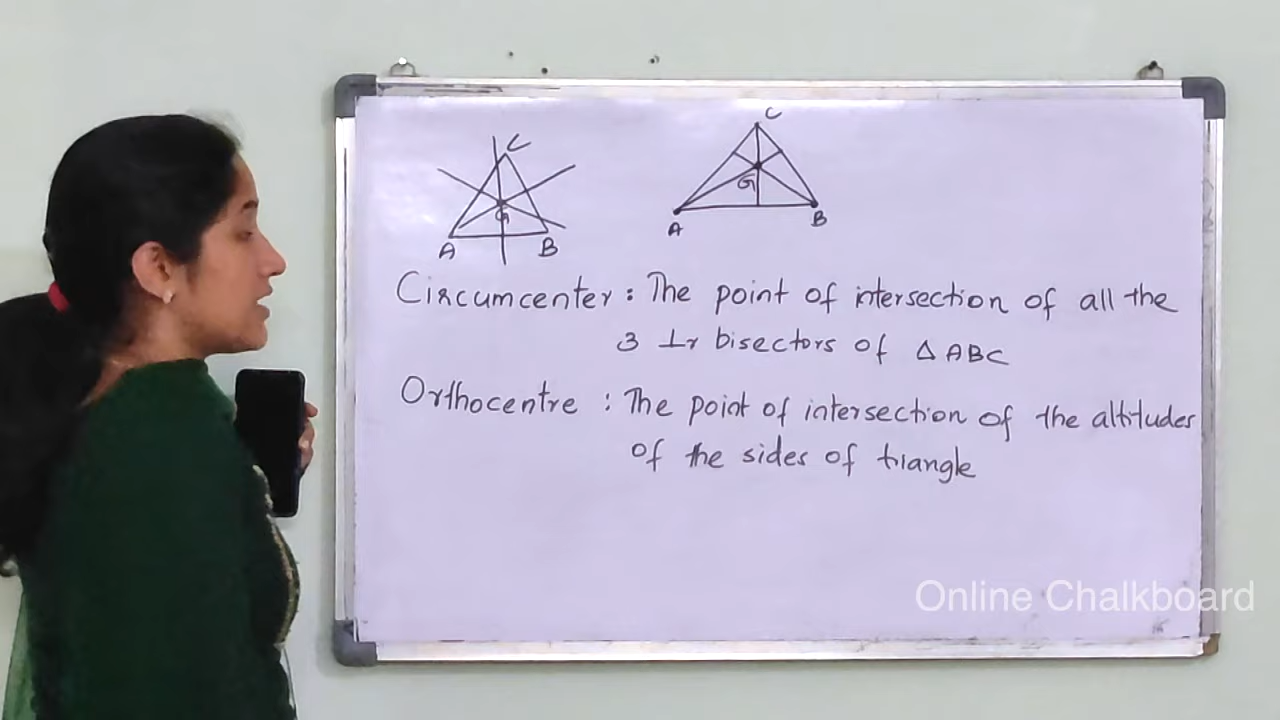 C
C
G
G
A
B
A
B
Circumcenter : The point of intersection of all the
3 ⊥r bisectors of △ ABC
Orthocentre : The point of intersection of the altitudes
of the sides of triangle
Online Chalkboard